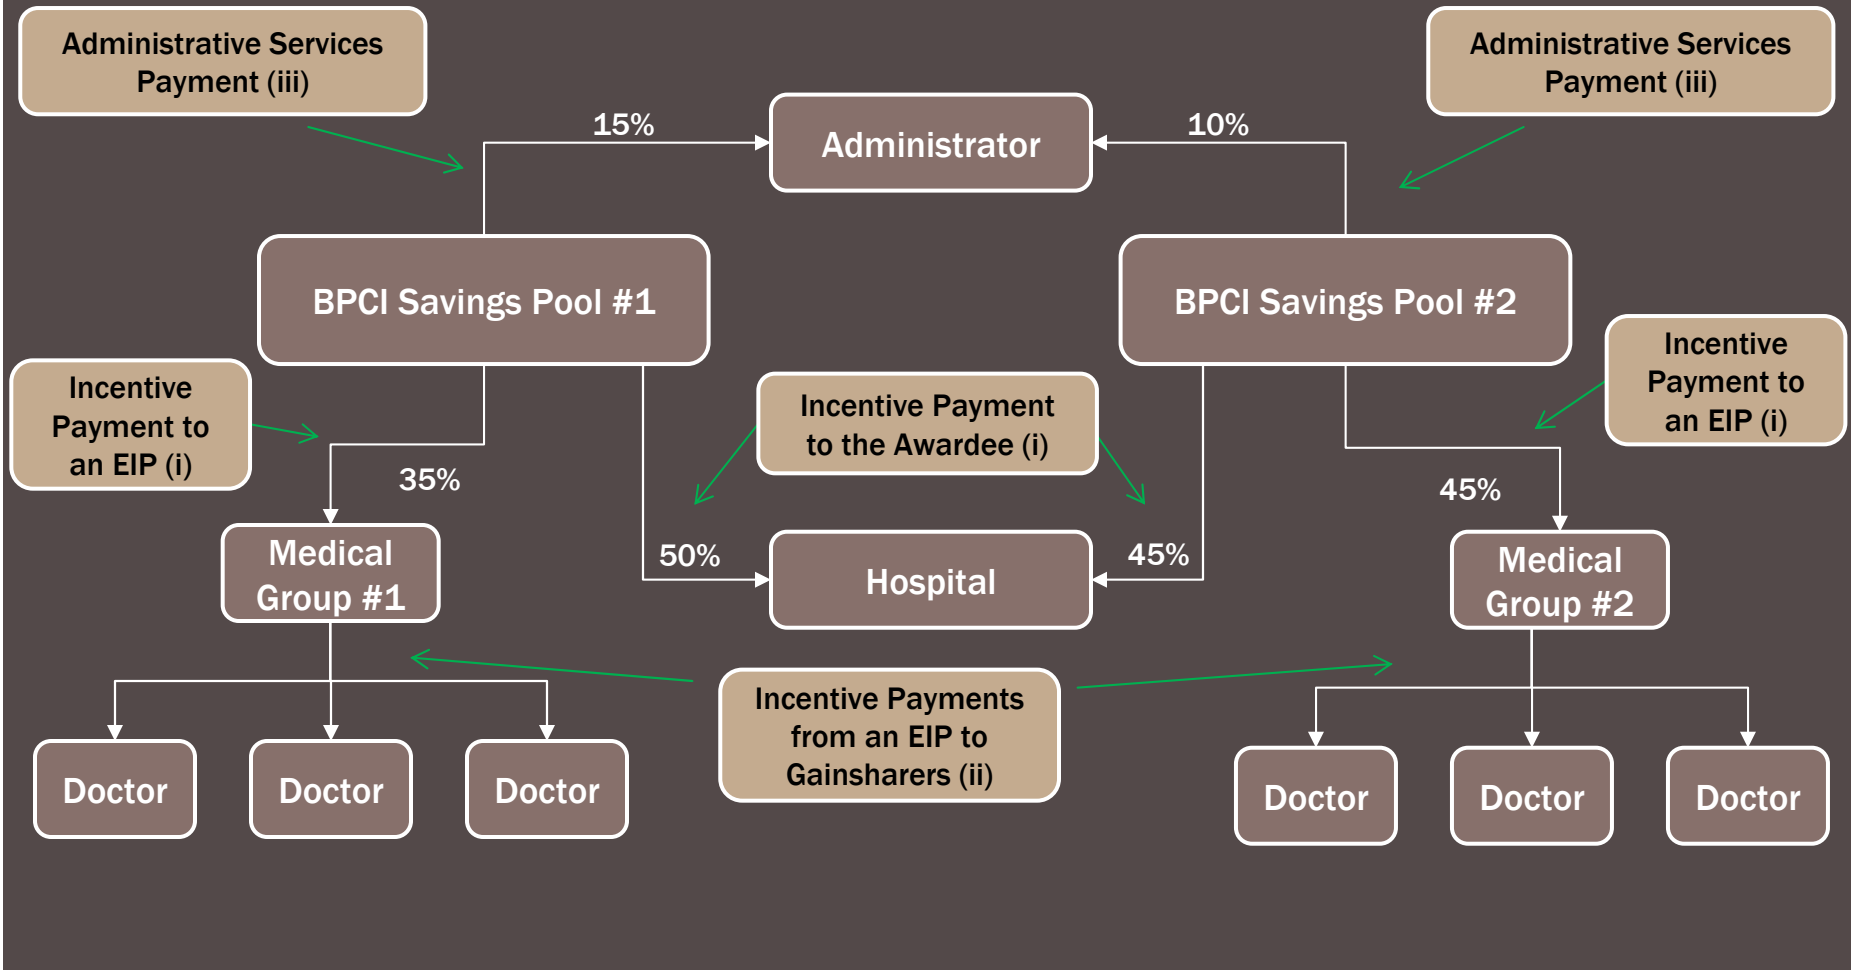 Administrative Services
Payment (iii)
Administrative Services
Payment (iii)
15%
Administrator
10%
BPCI Savings Pool #1
BPCI Savings Pool #2
Incentive
Payment to
an EIP (i)
Incentive Payment
to the Awardee (i)
Incentive
Payment to
an EIP (i)
35%
45%
50%
45%
Medical
Group #1
Hospital
Medical
Group #2
Incentive Payments
from an EIP to
Gainsharers (ii)
Doctor
Doctor
Doctor
Doctor
Doctor
Doctor